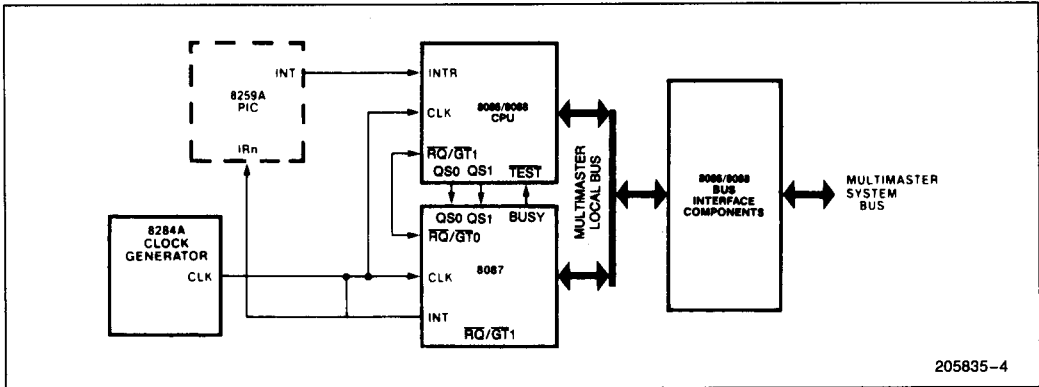 INT
8259A
PIC
IRn
INTR
CLK
8086/8088
CPU
RQ/GT1
QS0 QS1 TEST
QS0 QS1 BUSY
RQ/GT0
8087
CLK
INT
RQ/GT1
8284A
CLOCK
GENERATOR
CLK
MULTIMASTER
LOCAL BUS
8086/8088
BUS
INTERFACE
COMPONENTS
MULTIMASTER
SYSTEM
BUS
205835-4